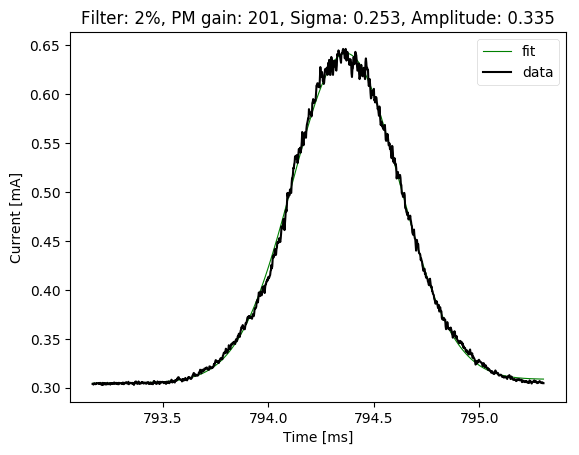 Filter: 2%, PM gain: 201, Sigma: 0.253, Amplitude: 0.335
fit
data
Current [mA]
0.65
0.60
0.55
0.50
0.45
0.40
0.35
0.30
793.5 794.0 794.5 795.0
Time [ms]